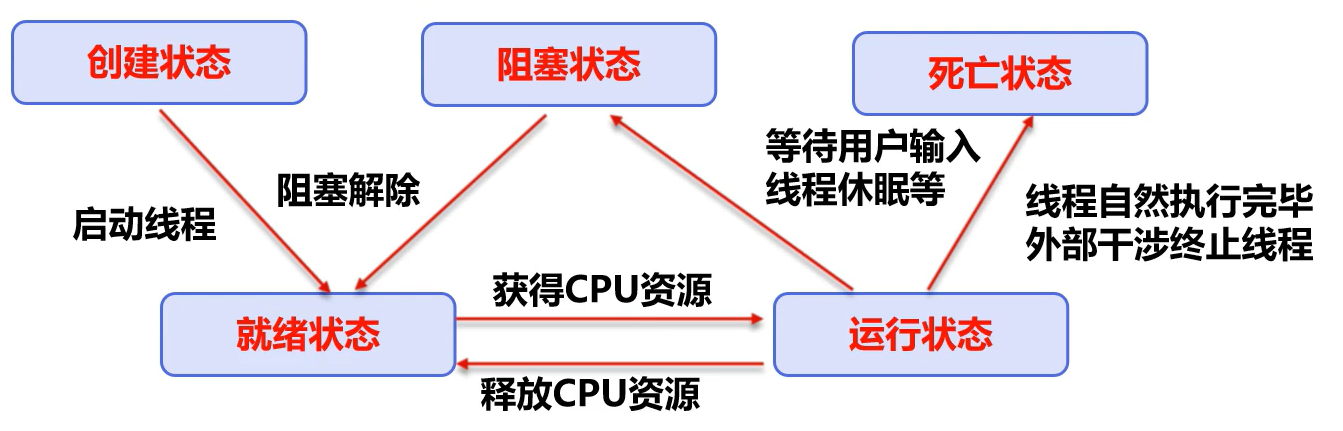 创建状态
阻塞状态
死亡状态
等待用户输入
线程休眠等
阻塞解除
启动线程
线程自然执行完毕
外部干涉终止线程
获得CPU资源
就绪状态
运行状态
释放CPU资源